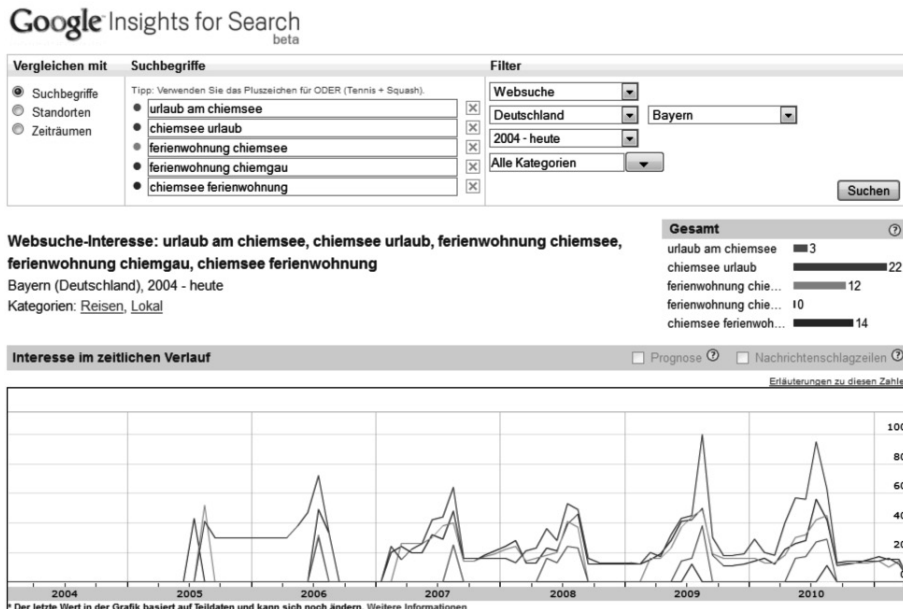 Google Insights for Search
beta
Vergleichen mit Suchbegriffe Filter
Suchbegriffe
Standorten
Zeiträumen
Tipp: Verwenden Sie das Pluszeichen für ODER (Tennis + Squash).
urlaub am chiemsee
chiemsee urlaub
ferienwohnung chiemsee
ferienwohnung chiemgau
chiemsee ferienwohnung
Websuche
Deutschland Bayern
2004 - heute
Alle Kategorien
Suchen
Websuche-Interesse: urlaub am chiemsee, chiemsee urlaub, ferienwohnung chiemsee,
ferienwohnung chiemgau, chiemsee ferienwohnung
Bayern (Deutschland), 2004 - heute
Kategorien: Reisen, Lokal
Gesamt ?
urlaub am chiemsee 3
chiemsee urlaub 22
ferienwohnung chie... 12
ferienwohnung chie... 0
chiemsee ferienwoh... 14
Interesse im zeitlichen Verlauf Prognose ? Nachrichtenschlagzeilen ?
Erläuterungen zu diesen Zahle
100
80
60
40
20
0
2004 2005 2006 2007 2008 2009 2010
* Der letzte Wert in der Grafik basiert auf Teildaten und kann sich noch ändern. Weitere Informationen